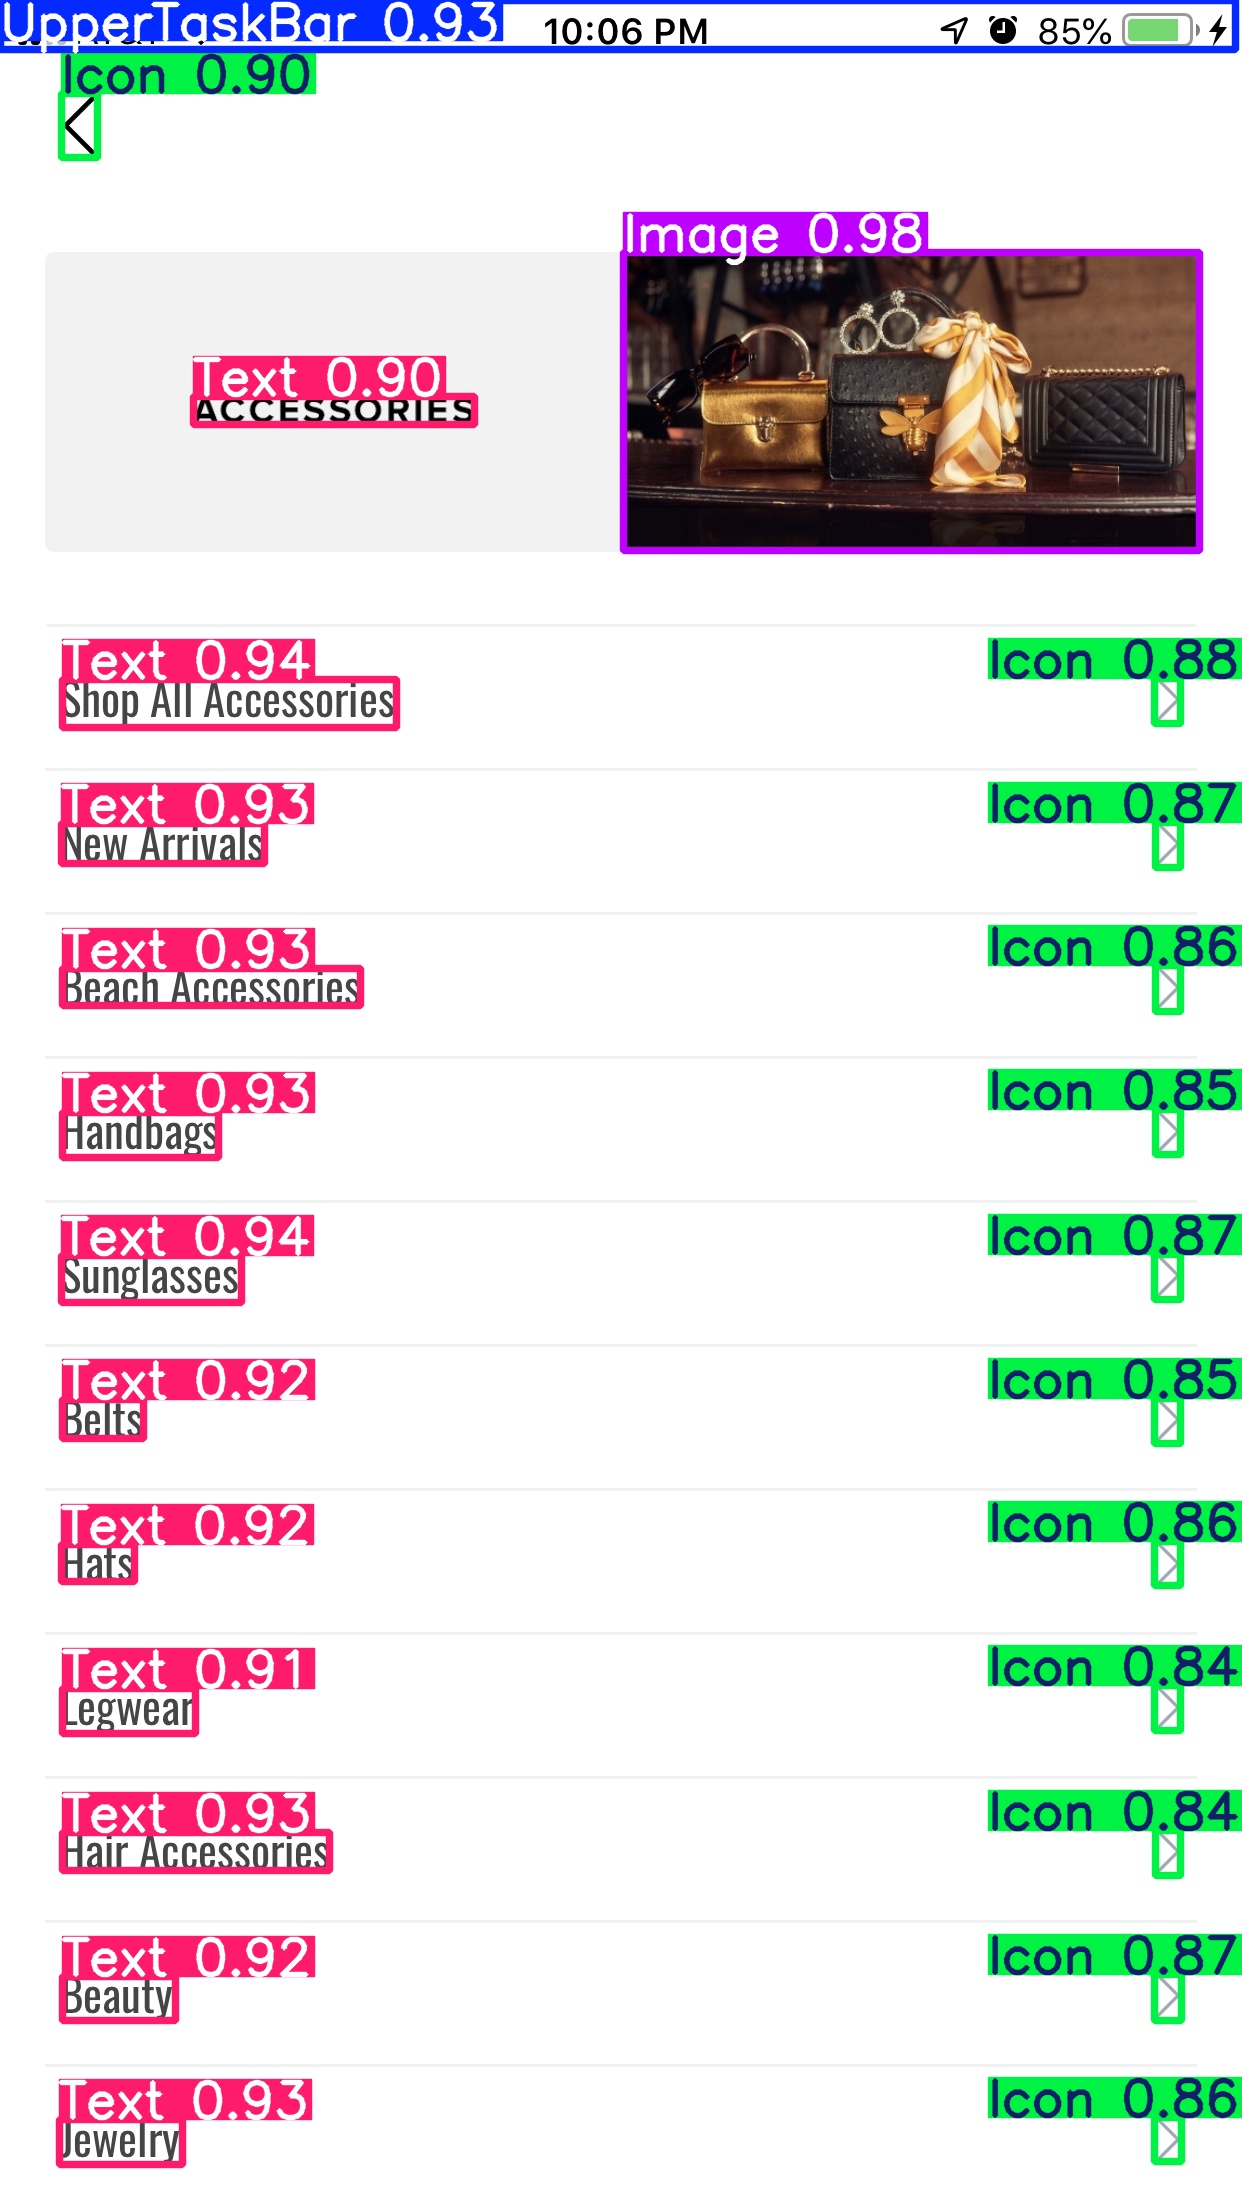 UpperTaskBar 0.93 10:06 PM 85%
Icon 0.90
Image 0.98
Text 0.90
ACCESSORIES
Text 0.94 Icon 0.88
Shop All Accessories
Text 0.93 Icon 0.87
New Arrivals
Text 0.93 Icon 0.86
Beach Accessories
Text 0.93 Icon 0.85
Handbags
Text 0.94 Icon 0.87
Sunglasses
Text 0.92 Icon 0.85
Belts
Text 0.92 Icon 0.86
Hats
Text 0.91 Icon 0.84
Legwear
Text 0.93 Icon 0.84
Hair Accessories
Text 0.92 Icon 0.87
Beauty
Text 0.93 Icon 0.86
Jewelry